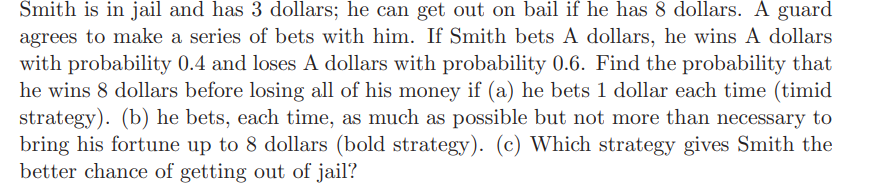 Smith is in jail and has 3 dollars; he can get out on bail if he has 8 dollars. A guard
agrees to make a series of bets with him. If Smith bets A dollars, he wins A dollars
with probability 0.4 and loses A dollars with probability 0.6. Find the probability that
he wins 8 dollars before losing all of his money if (a) he bets 1 dollar each time (timid
strategy). (b) he bets, each time, as much as possible but not more than necessary to
bring his fortune up to 8 dollars (bold strategy). (c) Which strategy gives Smith the
better chance of getting out of jail?